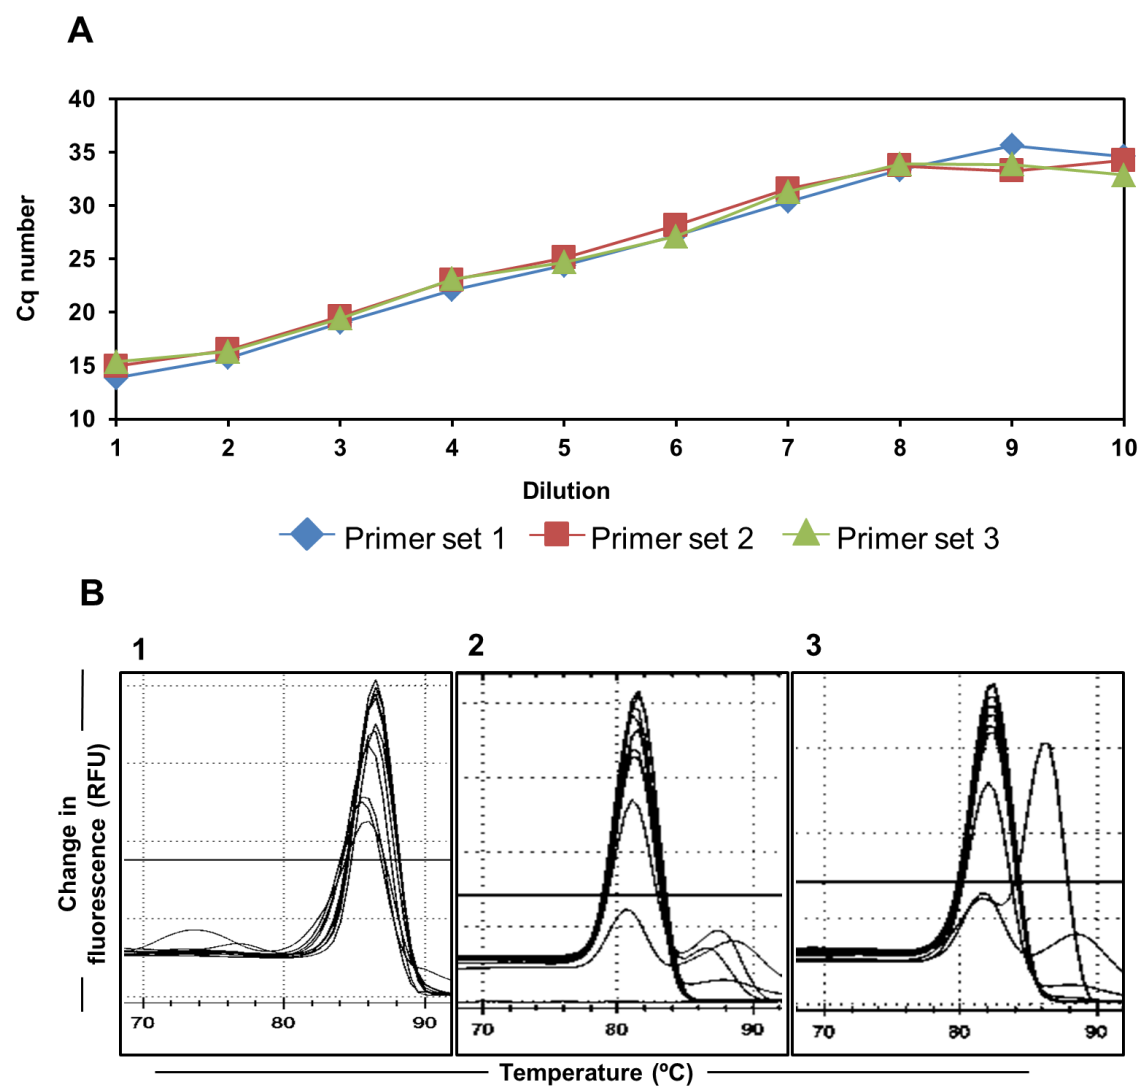 A
40
35
30
25
20
15
10
Cq number
1 2 3 4 5 6 7 8 9 10
Dilution
Primer set 1 Primer set 2 Primer set 3
B
1 2 3
Change in
fluorescence (RFU)
70 80 90 70 80 90 70 80 90
Temperature (ºC)